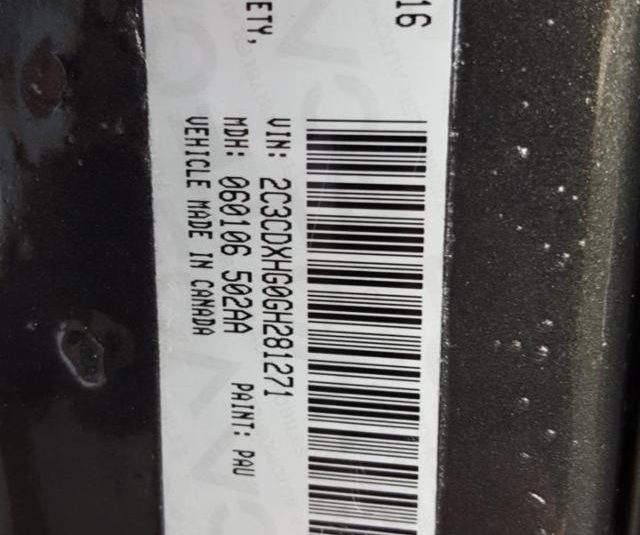 16
ETY,
VIN: 2C3CDXHG0GH281271
MDH: 060106 502AA PAINT: PAU
VEHICLE MADE IN CANADA